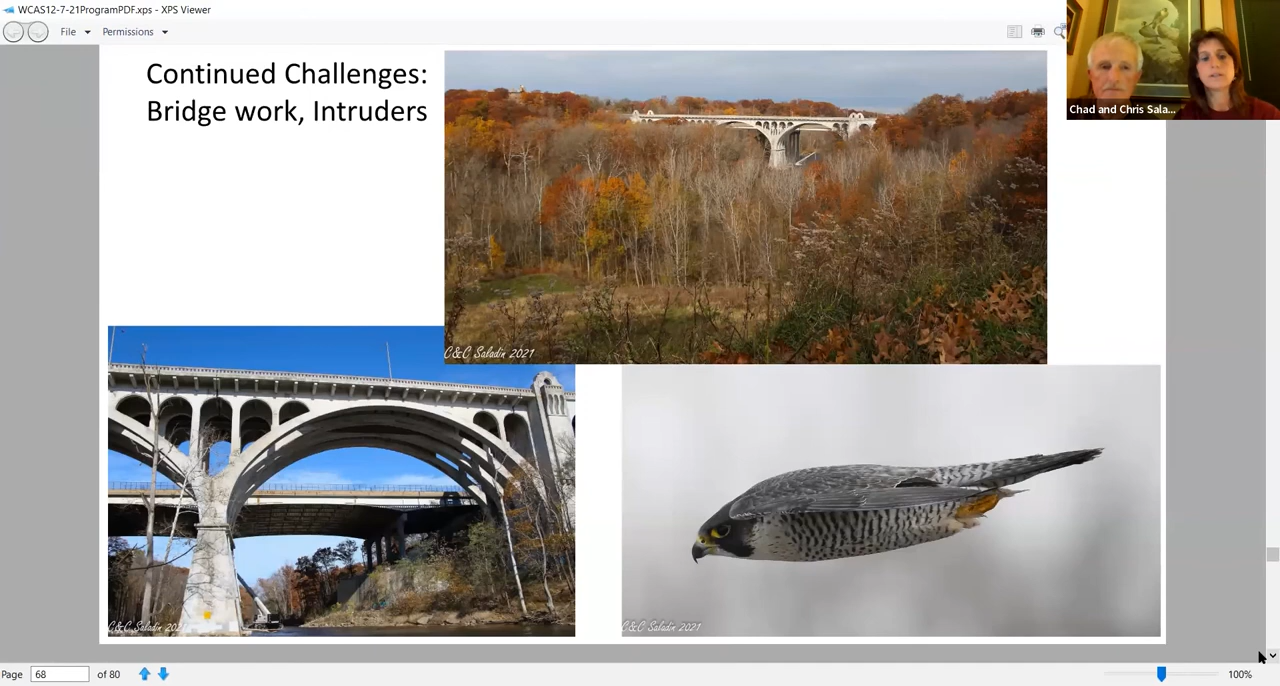 WCAS12-7-21ProgramPDF.xps - XPS Viewer
File Permissions
Chad and Chris Sala...
Continued Challenges:
Bridge work, Intruders
C&C Saladin 2021
C&C Saladin 2021
C&C Saladin 2021
Page 68 of 80
100%